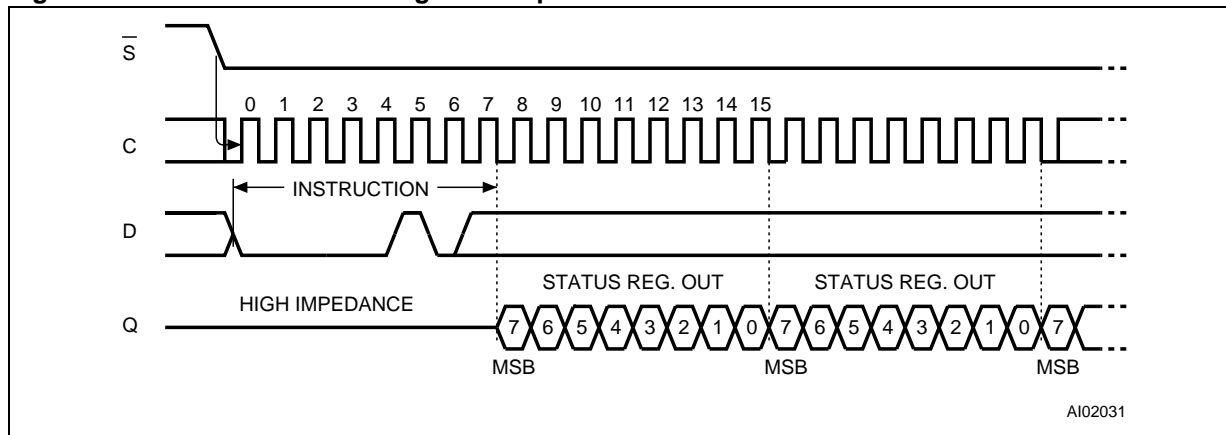 S
0 1 2 3 4 5 6 7 8 9 10 11 12 13 14 15
C
INSTRUCTION
D
STATUS REG. OUT STATUS REG. OUT
HIGH IMPEDANCE
Q
7 6 5 4 3 2 1 0 7 6 5 4 3 2 1 0 7
MSB MSB MSB
AI02031